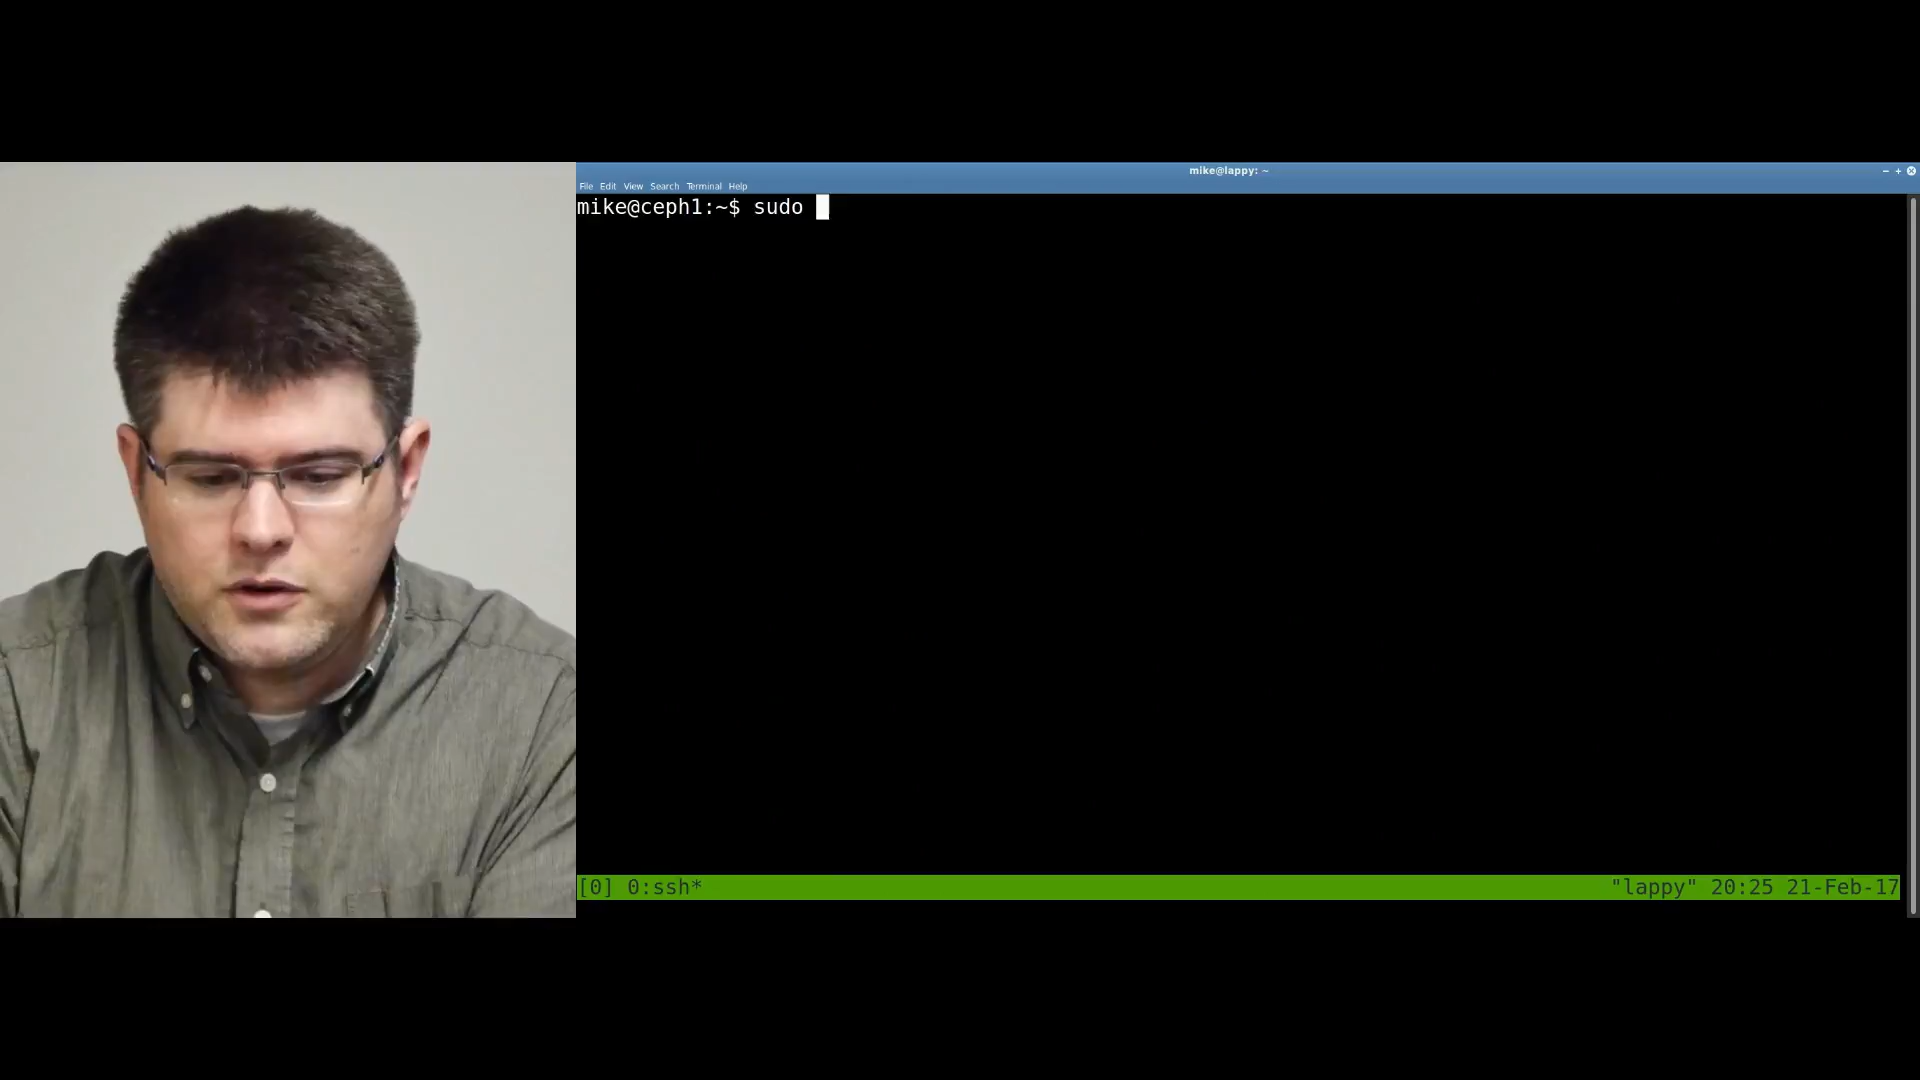 mike@lappy: ~
File Edit View Search Terminal Help
mike@ceph1:~$ sudo
[0] 0:ssh* "lappy" 20:25 21-Feb-17